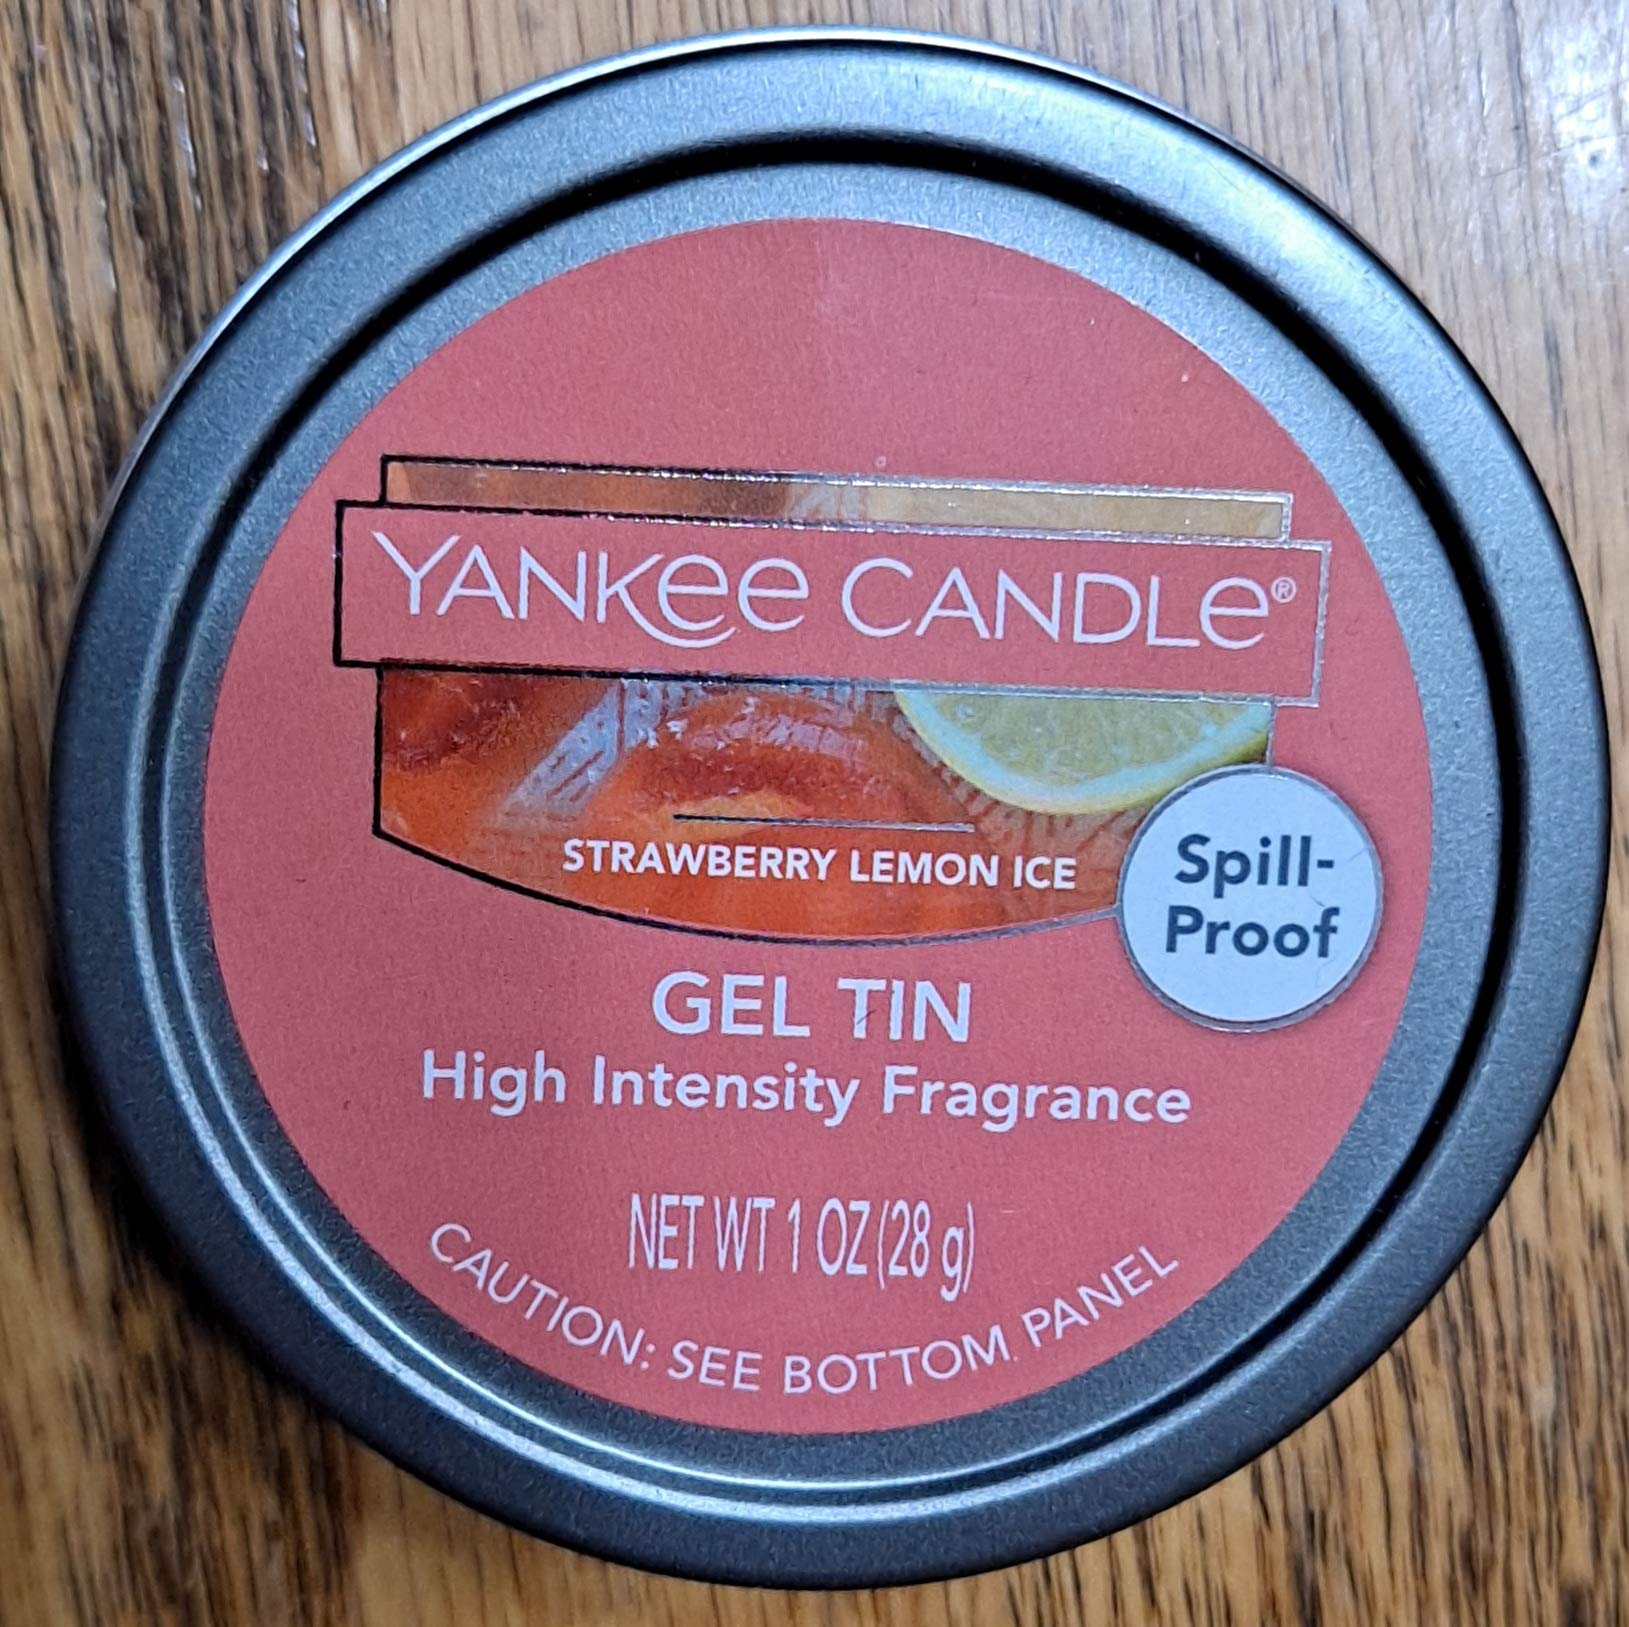 YANKEE CANDLE®
STRAWBERRY LEMON ICE
Spill-
Proof
GEL TIN
High Intensity Fragrance
NET WT 1 OZ (28 g)
CAUTION: SEE BOTTOM PANEL